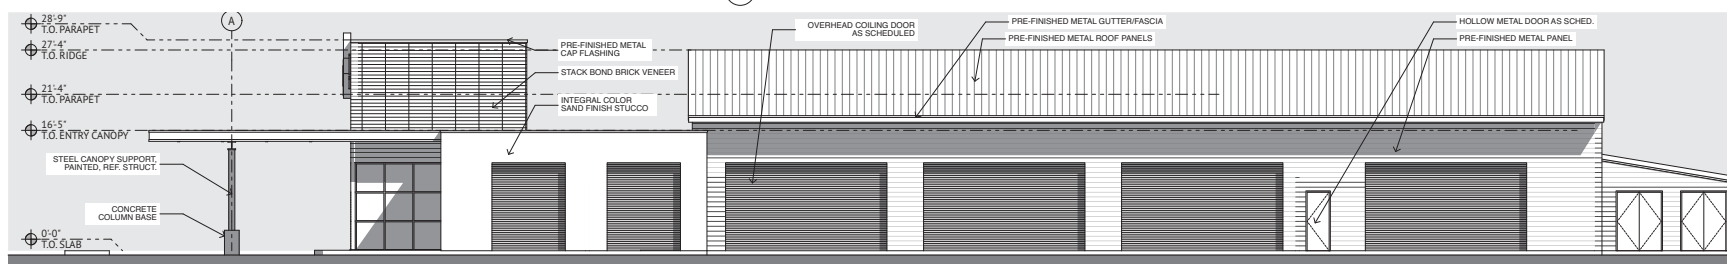 28'-9"
T.O. PARAPET
27'-4"
T.O. RIDGE
21'-4"
T.O. PARAPET
16'-5"
T.O. ENTRY CANOPY
STEEL CANOPY SUPPORT,
PAINTED, REF. STRUCT.
CONCRETE
COLUMN BASE
0'-0"
T.O. SLAB
A
PRE-FINISHED METAL
CAP FLASHING
STACK BOND BRICK VENEER
INTEGRAL COLOR
SAND FINISH STUCCO
OVERHEAD COILING DOOR
AS SCHEDULED
PRE-FINISHED METAL GUTTER/FASCIA
PRE-FINISHED METAL ROOF PANELS
HOLLOW METAL DOOR AS SCHED.
PRE-FINISHED METAL PANEL